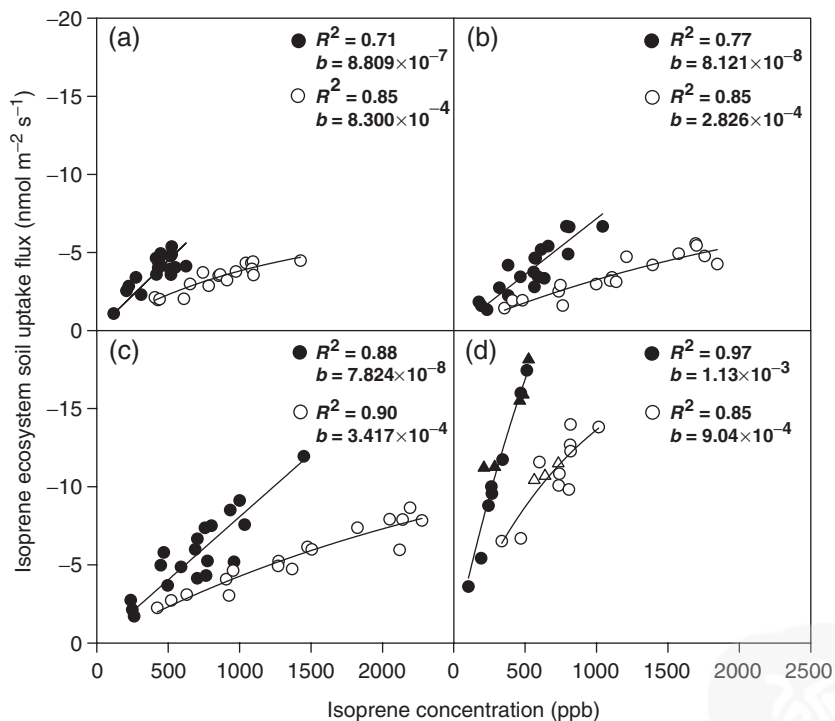 Isoprene ecosystem soil uptake flux (nmol m⁻² s⁻¹)
−20
−15
−10
−5
0
(a)
R² = 0.71
b = 8.809×10⁻⁷
R² = 0.85
b = 8.300×10⁻⁴
(b)
R² = 0.77
b = 8.121×10⁻⁸
R² = 0.85
b = 2.826×10⁻⁴
−15
−10
−5
0
(c)
R² = 0.88
b = 7.824×10⁻⁸
R² = 0.90
b = 3.417×10⁻⁴
(d)
R² = 0.97
b = 1.13×10⁻³
R² = 0.85
b = 9.04×10⁻⁴
0 500 1000 1500 2000 0 500 1000 1500 2000 2500
Isoprene concentration (ppb)